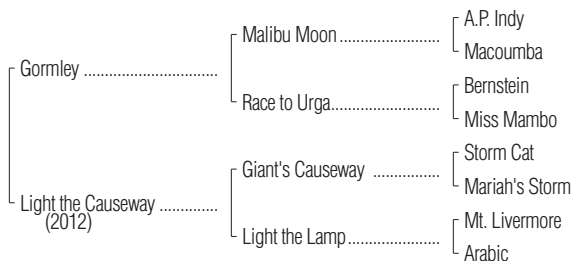 A.P. Indy
Malibu Moon
Macoumba
Gormley
Bernstein
Race to Urga
Miss Mambo
Storm Cat
Giant's Causeway
Mariah's Storm
Light the Causeway
(2012)
Mt. Livermore
Light the Lamp
Arabic